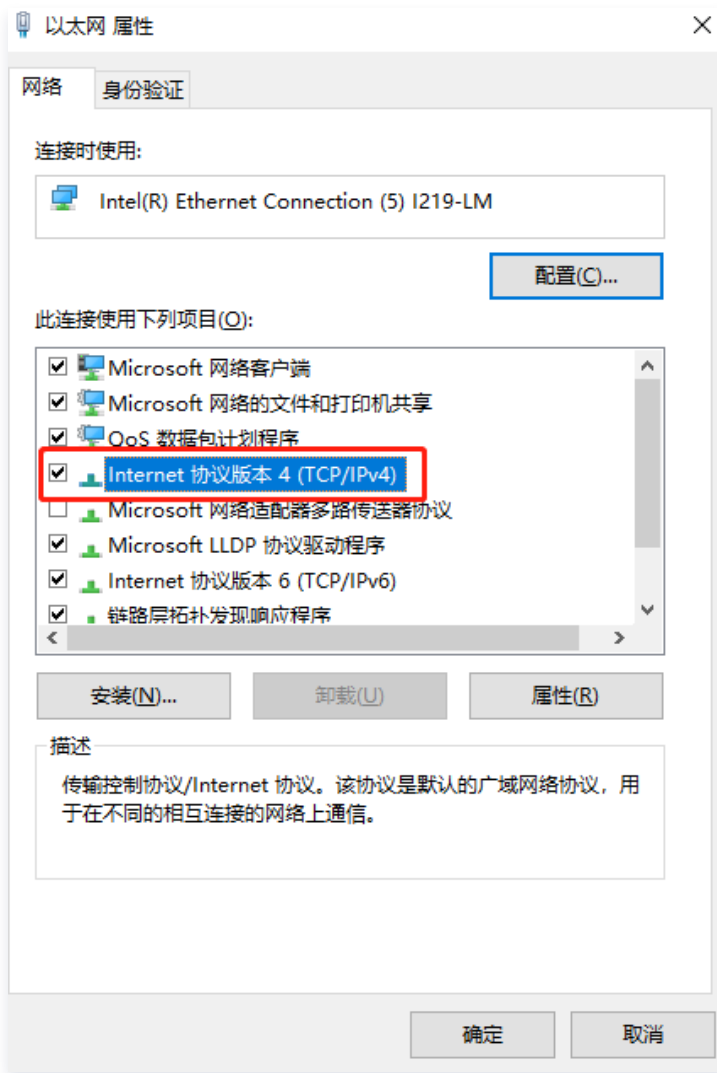 以太网 属性
网络
身份验证
连接时使用:
Intel(R) Ethernet Connection (5) I219-LM
配置(C)...
此连接使用下列项目(O):
Microsoft 网络客户端
Microsoft 网络的文件和打印机共享
QoS 数据包计划程序
Internet 协议版本 4 (TCP/IPv4)
Microsoft 网络适配器多路传送器协议
Microsoft LLDP 协议驱动程序
Internet 协议版本 6 (TCP/IPv6)
链路层拓扑发现响应程序
安装(N)...
卸载(U)
属性(R)
描述
传输控制协议/Internet 协议。该协议是默认的广域网络协议，用
于在不同的相互连接的网络上通信。
确定
取消